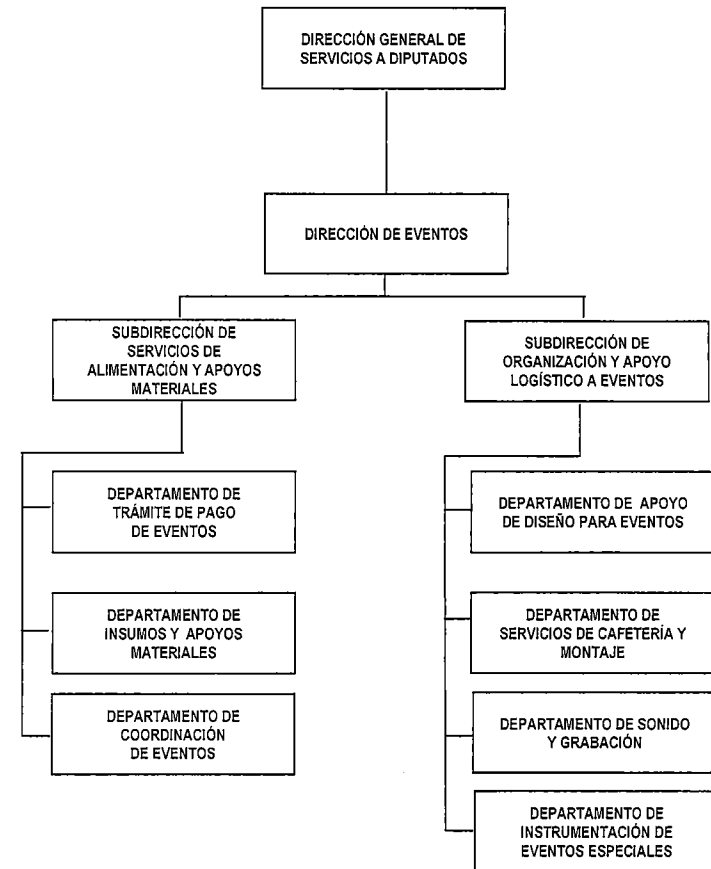 DIRECCIÓN GENERAL DE
SERVICIOS A DIPUTADOS
DIRECCIÓN DE EVENTOS
SUBDIRECCIÓN DE
SERVICIOS DE
ALIMENTACIÓN Y APOYOS
MATERIALES
SUBDIRECCIÓN DE
ORGANIZACIÓN Y APOYO
LOGÍSTICO A EVENTOS
DEPARTAMENTO DE
TRÁMITE DE PAGO
DE EVENTOS
DEPARTAMENTO DE
INSUMOS Y APOYOS
MATERIALES
DEPARTAMENTO DE
COORDINACIÓN
DE EVENTOS
DEPARTAMENTO DE APOYO
DE DISEÑO PARA EVENTOS
DEPARTAMENTO DE
SERVICIOS DE CAFETERÍA Y
MONTAJE
DEPARTAMENTO DE SONIDO
Y GRABACIÓN
DEPARTAMENTO DE
INSTRUMENTACIÓN DE
EVENTOS ESPECIALES